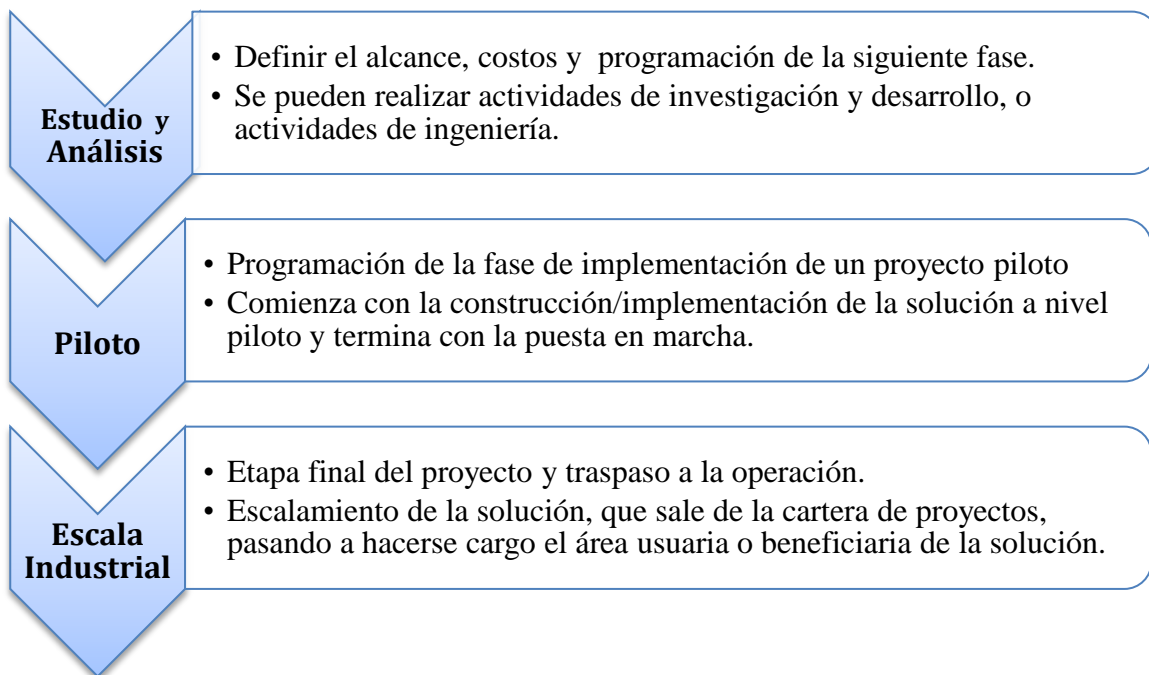 Estudio y
Análisis
• Definir el alcance, costos y  programación de la siguiente fase.
• Se pueden realizar actividades de investigación y desarrollo, o
actividades de ingeniería.
Piloto
• Programación de la fase de implementación de un proyecto piloto
• Comienza con la construcción/implementación de la solución a nivel
piloto y termina con la puesta en marcha.
Escala
Industrial
• Etapa final del proyecto y traspaso a la operación.
• Escalamiento de la solución, que sale de la cartera de proyectos,
pasando a hacerse cargo el área usuaria o beneficiaria de la solución.